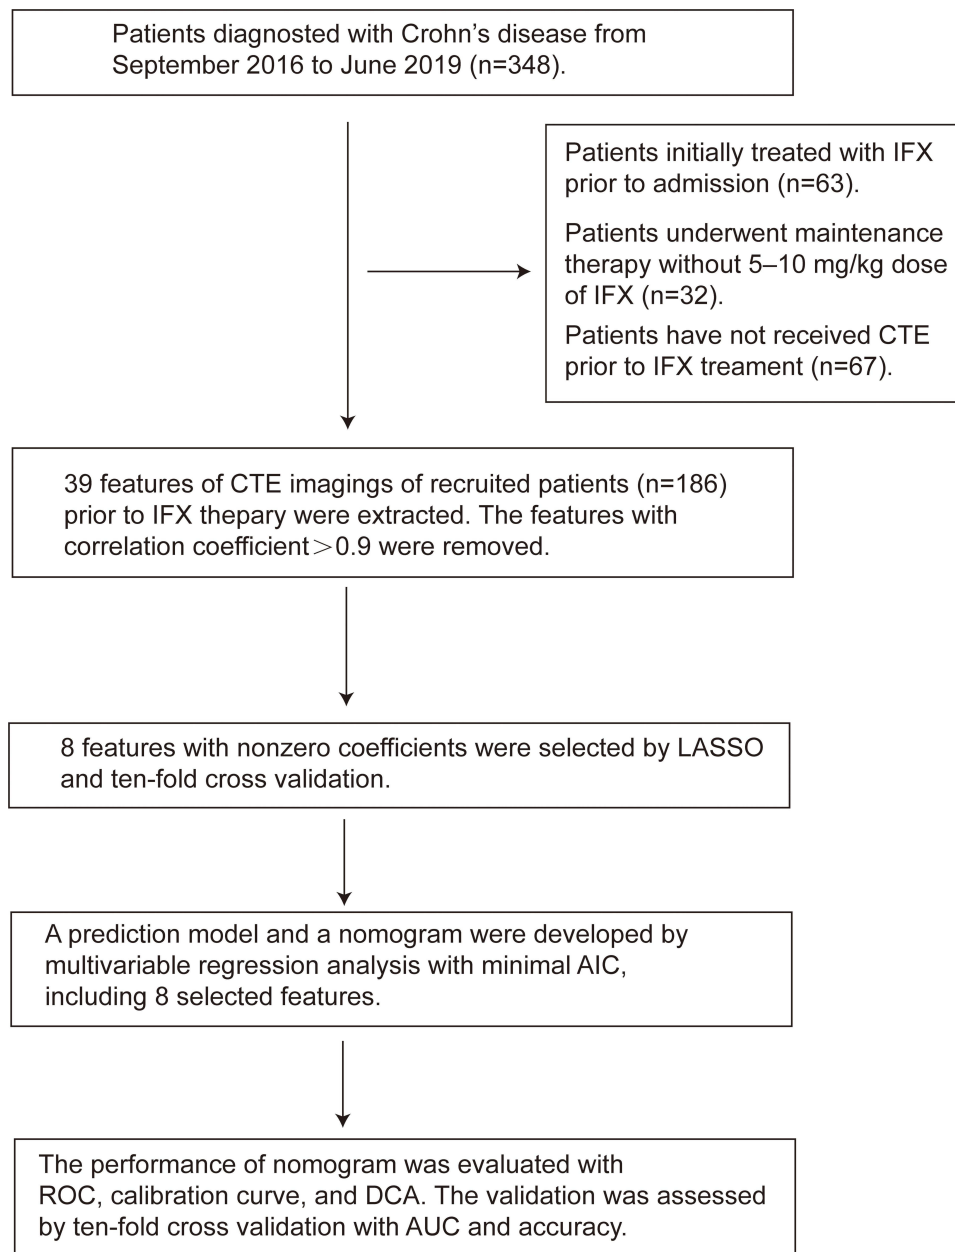 Patients diagnosted with Crohn's disease from
September 2016 to June 2019 (n=348).
Patients initially treated with IFX
prior to admission (n=63).
Patients underwent maintenance
therapy without 5–10 mg/kg dose
of IFX (n=32).
Patients have not received CTE
prior to IFX treament (n=67).
39 features of CTE imagings of recruited patients (n=186)
prior to IFX thepary were extracted. The features with
correlation coefficient＞0.9 were removed.
8 features with nonzero coefficients were selected by LASSO
and ten-fold cross validation.
A prediction model and a nomogram were developed by
multivariable regression analysis with minimal AIC,
including 8 selected features.
The performance of nomogram was evaluated with
ROC, calibration curve, and DCA. The validation was assessed
by ten-fold cross validation with AUC and accuracy.